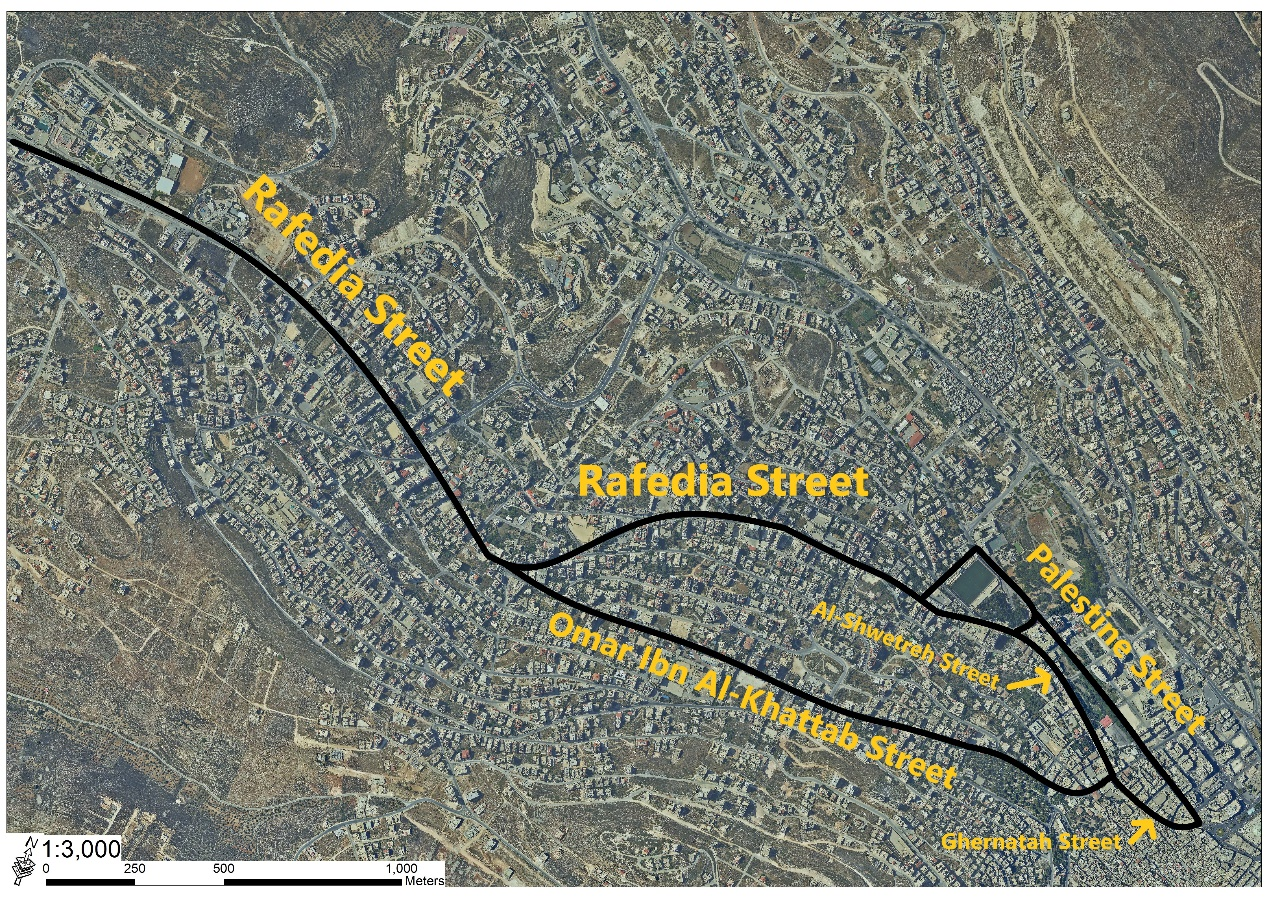 Rafedia Street
Rafedia Street
Palestine Street
Al-Shwetreh Street
Omar Ibn Al-Khattab Street
Ghernatah Street
N
1:3,000
0 250 500 1,000
Meters